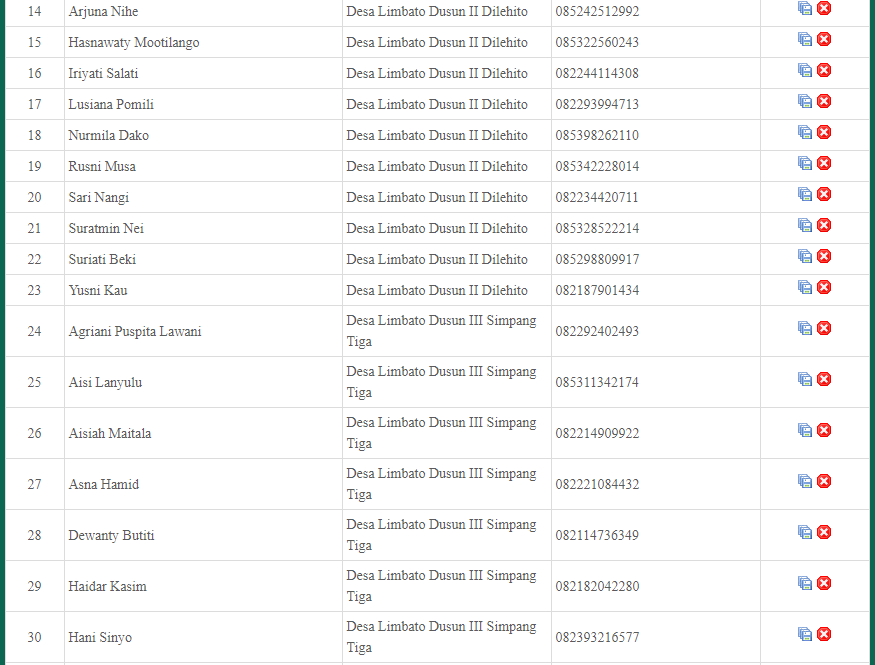 14 Arjuna Nihe Desa Limbato Dusun II Dilehito 085242512992
15 Hasnawaty Mootilango Desa Limbato Dusun II Dilehito 085322560243
16 Iriyati Salati Desa Limbato Dusun II Dilehito 082244114308
17 Lusiana Pomili Desa Limbato Dusun II Dilehito 082293994713
18 Nurmila Dako Desa Limbato Dusun II Dilehito 085398262110
19 Rusni Musa Desa Limbato Dusun II Dilehito 085342228014
20 Sari Nangi Desa Limbato Dusun II Dilehito 082234420711
21 Suratmin Nei Desa Limbato Dusun II Dilehito 085328522214
22 Suriati Beki Desa Limbato Dusun II Dilehito 085298809917
23 Yusni Kau Desa Limbato Dusun II Dilehito 082187901434
24 Agriani Puspita Lawani Desa Limbato Dusun III Simpang
Tiga 082292402493
25 Aisi Lanyulu Desa Limbato Dusun III Simpang
Tiga 085311342174
26 Aisiah Maitala Desa Limbato Dusun III Simpang
Tiga 082214909922
27 Asna Hamid Desa Limbato Dusun III Simpang
Tiga 082221084432
28 Dewanty Butiti Desa Limbato Dusun III Simpang
Tiga 082114736349
29 Haidar Kasim Desa Limbato Dusun III Simpang
Tiga 082182042280
30 Hani Sinyo Desa Limbato Dusun III Simpang
Tiga 082393216577